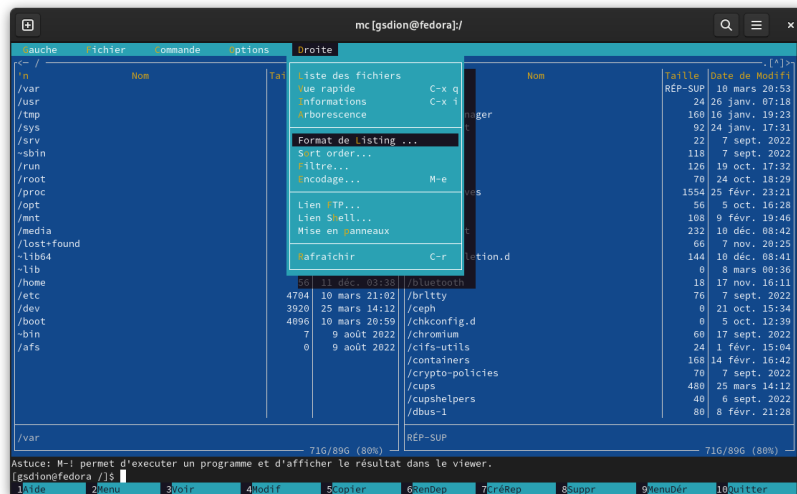 mc [gsdion@fedora]:/
Gauche Fichier Commande Options Droite
<— / .[^]>
'n Nom Tai Nom Taille Date de Modifi
/var Liste des fichiers RÉP-SUP 10 mars 20:53
/usr Vue rapide C-x q 24 26 janv. 07:18
/tmp Informations C-x i nager 160 16 janv. 19:23
/sys Arborescence t 92 24 janv. 17:31
/srv 22 7 sept. 2022
~sbin Format de Listing ... 118 7 sept. 2022
/run Sort order... 126 19 oct. 17:32
/root Filtre... 70 24 oct. 18:29
/proc Encodage... M-e ves 1554 25 févr. 23:21
/opt 56 5 oct. 16:28
/mnt Lien FTP... 108 9 févr. 19:46
/media Lien Shell... t 232 10 déc. 08:42
/lost+found Mise en panneaux 66 7 nov. 20:25
~lib64 144 10 déc. 08:41
~lib Rafraîchir C-r letion.d 0 8 mars 00:36
/home 56 11 déc. 03:38 /bluetooth 18 17 nov. 16:11
/etc 4704 10 mars 21:02 /brltty 76 7 sept. 2022
/dev 3920 25 mars 14:12 /ceph 0 21 oct. 15:34
/boot 4096 10 mars 20:59 /chkconfig.d 0 5 oct. 12:39
~bin 7 9 août 2022 /chromium 60 17 sept. 2022
/afs 0 9 août 2022 /cifs-utils 24 1 févr. 15:04
/containers 168 14 févr. 16:42
/crypto-policies 70 7 sept. 2022
/cups 480 25 mars 14:12
/cupshelpers 40 6 sept. 2022
/dbus-1 80 8 févr. 21:28
/var RÉP-SUP
71G/89G (80%) 71G/89G (80%)
Astuce: M-! permet d'executer un programme et d'afficher le résultat dans le viewer.
[gsdion@fedora /]$
1Aide 2Menu 3Voir 4Modif 5Copier 6RenDep 7CréRép 8Suppr 9MenuDér 10Quitter